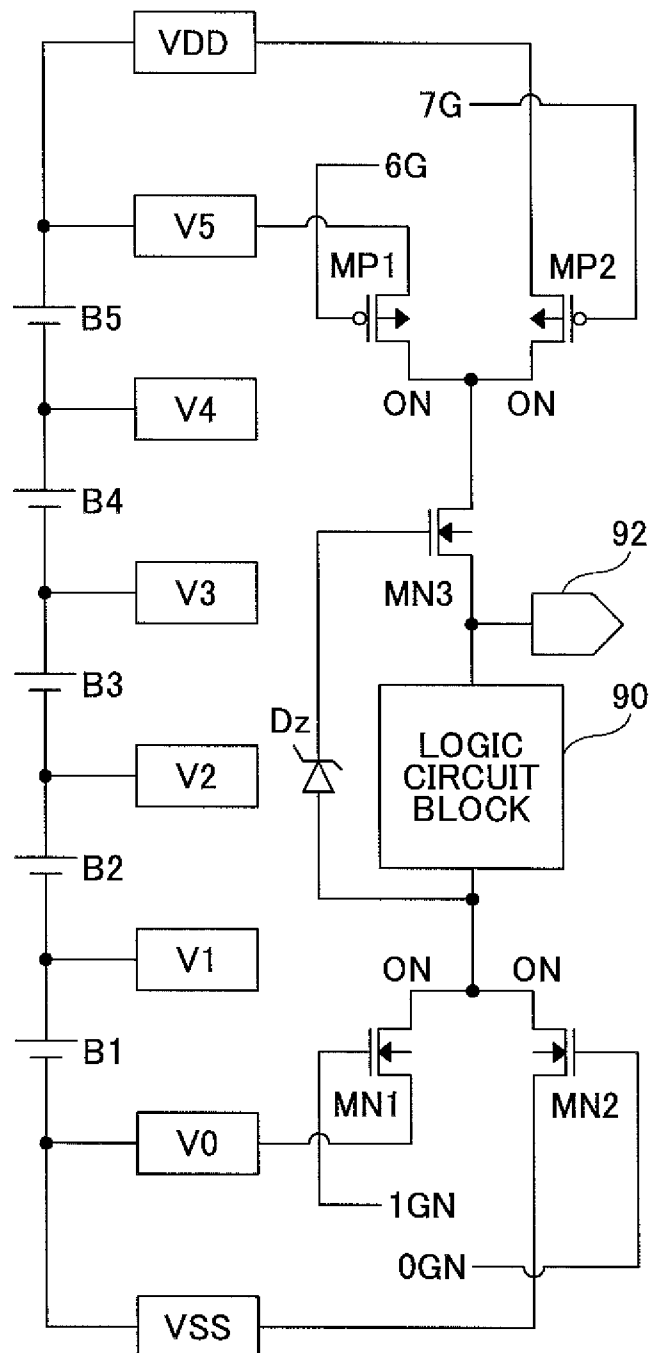 VDD
7G
6G
V5
MP1
MP2
B5
ON
ON
V4
B4
92
MN3
V3
90
B3
Dz
LOGIC
CIRCUIT
BLOCK
V2
B2
V1
ON
ON
B1
MN1
MN2
V0
1GN
0GN
VSS